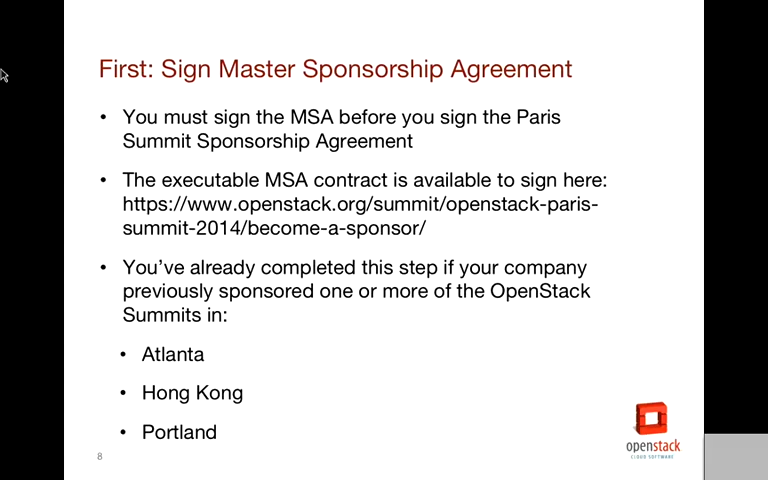 First: Sign Master Sponsorship Agreement
• You must sign the MSA before you sign the Paris
Summit Sponsorship Agreement
• The executable MSA contract is available to sign here:
https://www.openstack.org/summit/openstack-paris-
summit-2014/become-a-sponsor/
• You’ve already completed this step if your company
previously sponsored one or more of the OpenStack
Summits in:
• Atlanta
• Hong Kong
• Portland
8
openstack
CLOUD SOFTWARE